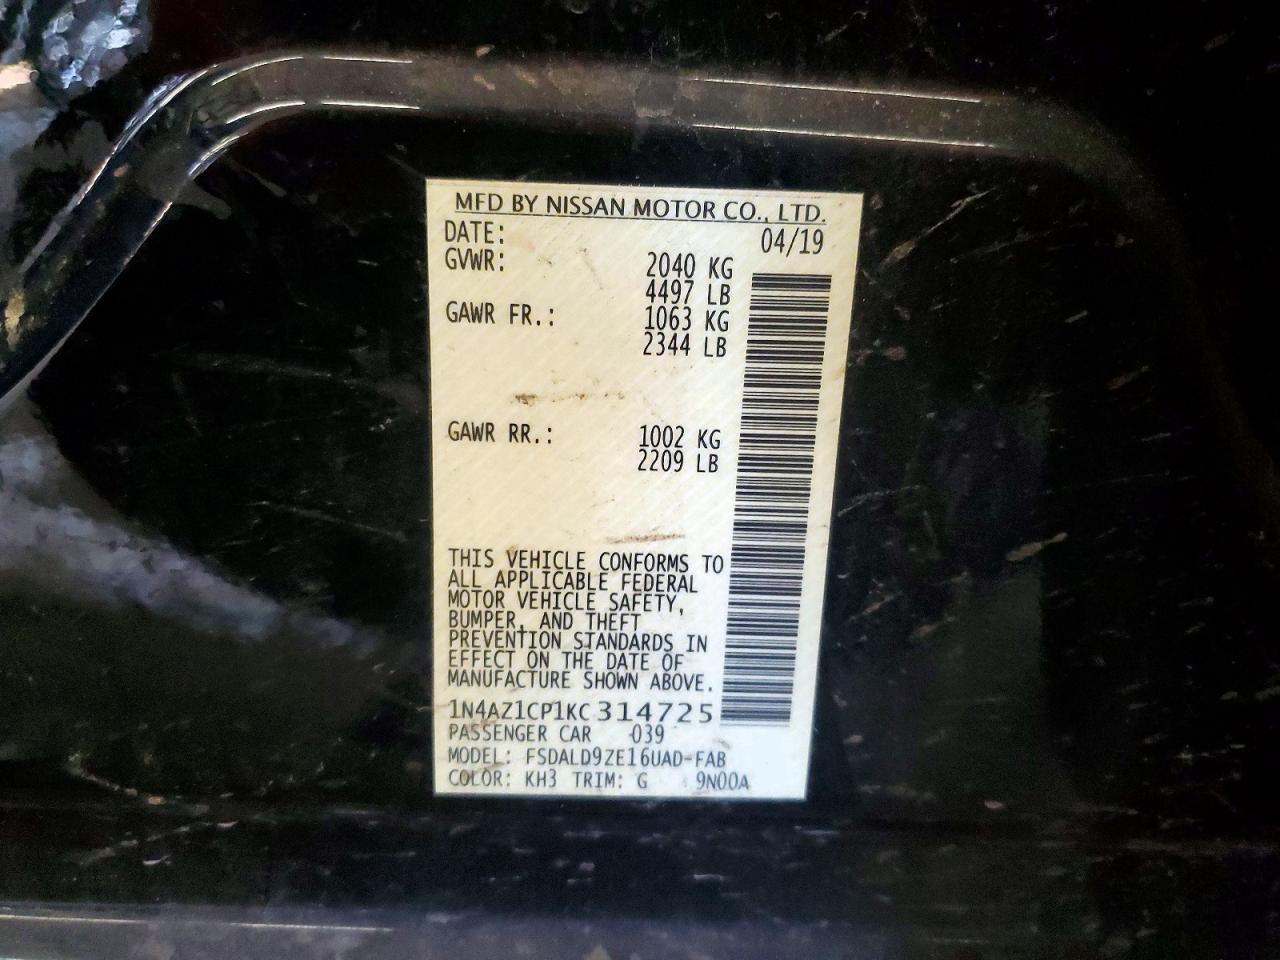 MFD BY NISSAN MOTOR CO., LTD.
DATE: 04/19
GVWR: 2040 KG
4497 LB
GAWR FR.: 1063 KG
2344 LB
GAWR RR.: 1002 KG
2209 LB
THIS VEHICLE CONFORMS TO
ALL APPLICABLE FEDERAL
MOTOR VEHICLE SAFETY,
BUMPER, AND THEFT
PREVENTION STANDARDS IN
EFFECT ON THE DATE OF
MANUFACTURE SHOWN ABOVE.
1N4AZ1CP1KC314725
PASSENGER CAR 039
MODEL: FSDALD9ZE16UAD-FAB
COLOR: KH3 TRIM: G 9N00A